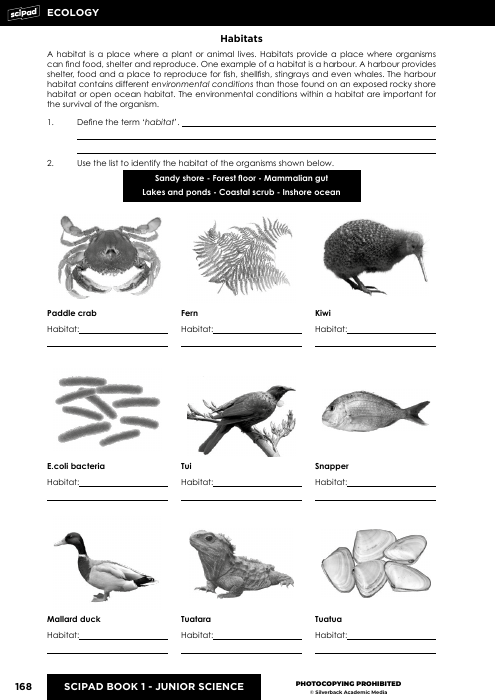 scipad ECOLOGY
Habitats
A habitat is a place where a plant or animal lives. Habitats provide a place where organisms
can find food, shelter and reproduce. One example of a habitat is a harbour. A harbour provides
shelter, food and a place to reproduce for fish, shellfish, stingrays and even whales. The harbour
habitat contains different environmental conditions than those found on an exposed rocky shore
habitat or open ocean habitat. The environmental conditions within a habitat are important for
the survival of the organism.
1. Define the term ‘habitat’.
2. Use the list to identify the habitat of the organisms shown below.
Sandy shore - Forest floor - Mammalian gut
Lakes and ponds - Coastal scrub - Inshore ocean
Paddle crab Fern Kiwi
Habitat: Habitat: Habitat:
E.coli bacteria Tui Snapper
Habitat: Habitat: Habitat:
Mallard duck Tuatara Tuatua
Habitat: Habitat: Habitat:
168 SCIPAD BOOK 1 - JUNIOR SCIENCE PHOTOCOPYING PROHIBITED
© Silverback Academic Media